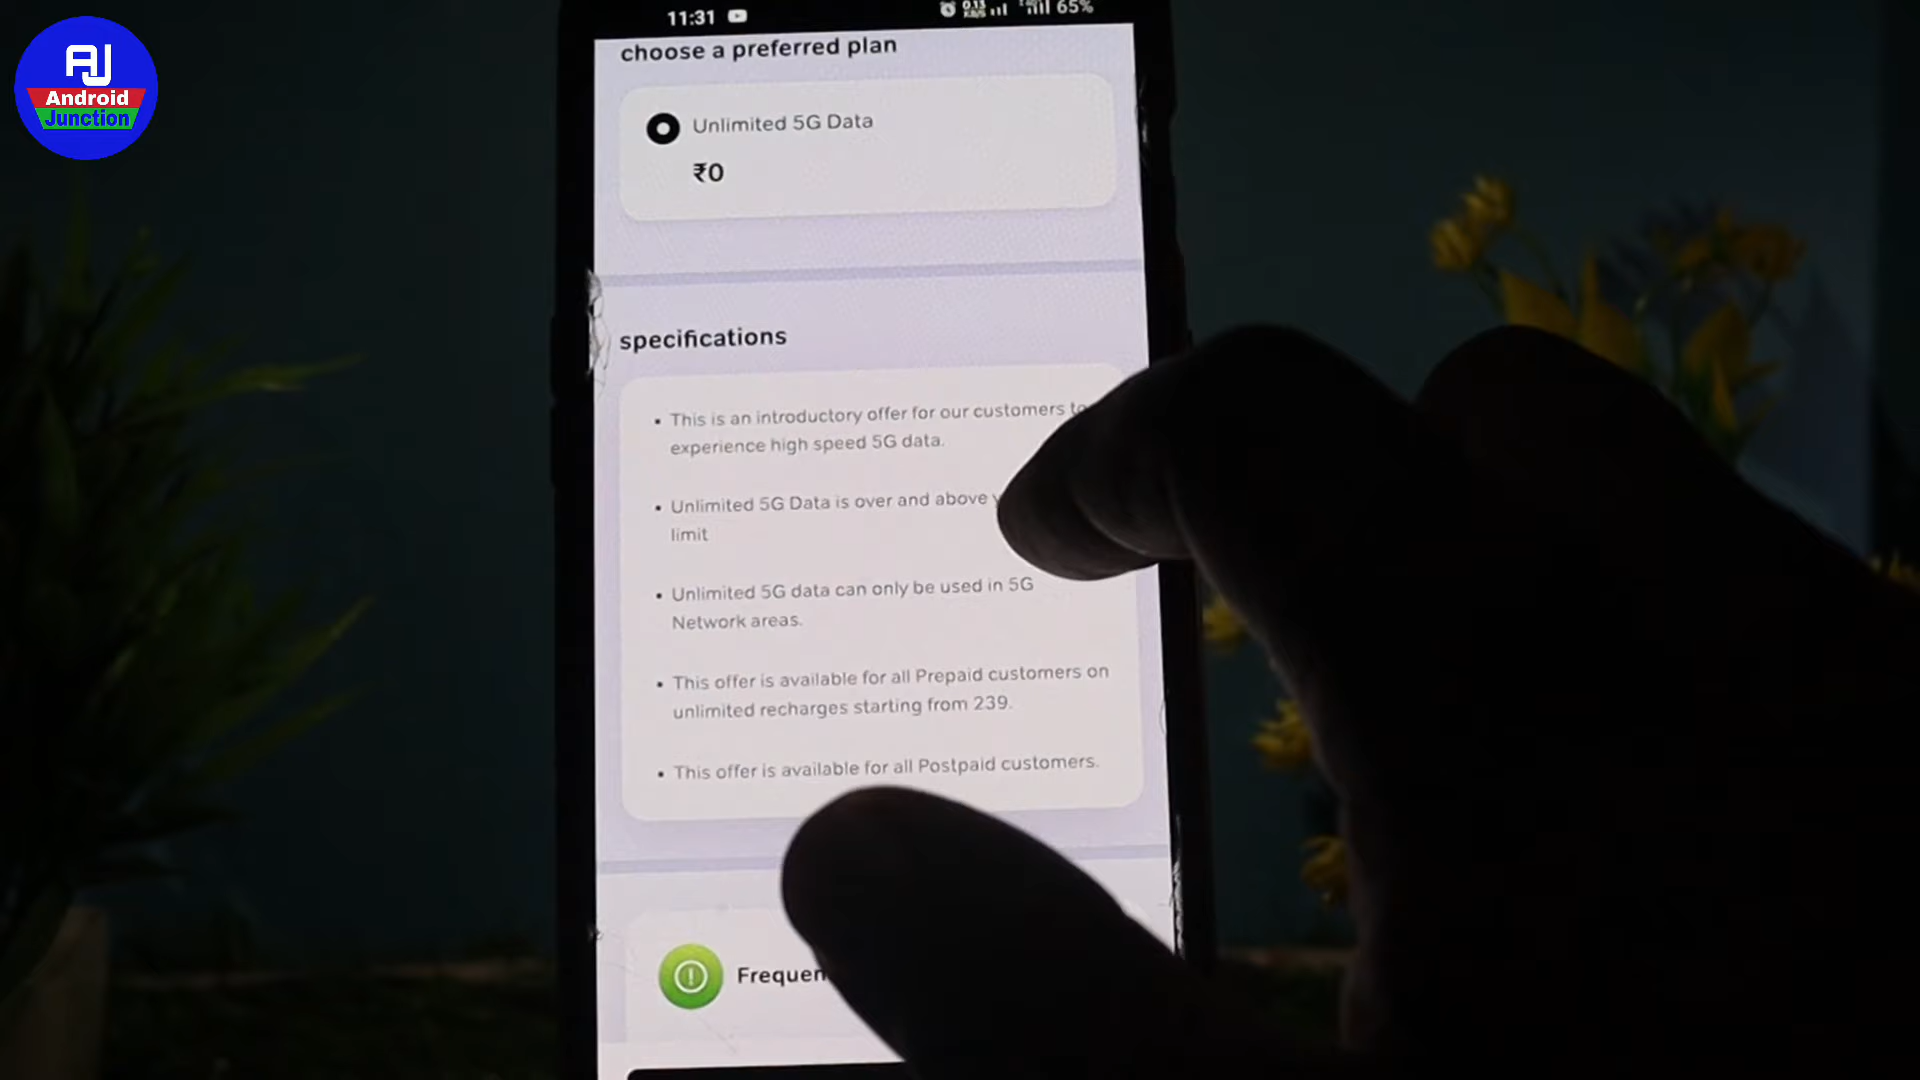 AJ
Android
Junction
11:31
0.13
KB/S
65%
choose a preferred plan
Unlimited 5G Data
₹0
specifications
• This is an introductory offer for our customers to
experience high speed 5G data.
• Unlimited 5G Data is over and above
limit
• Unlimited 5G data can only be used in 5G
Network areas.
• This offer is available for all Prepaid customers on
unlimited recharges starting from 239.
• This offer is available for all Postpaid customers.
Frequen